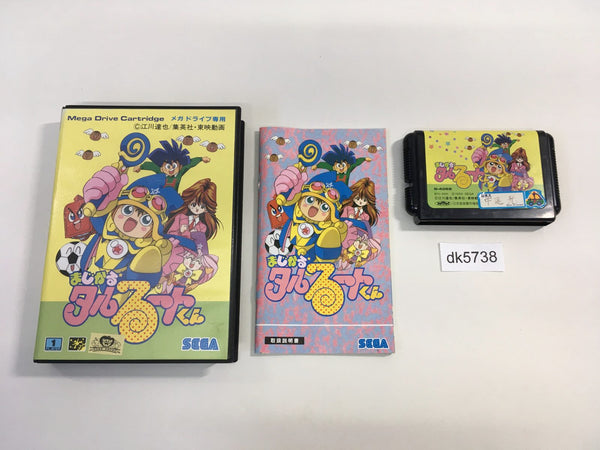 Mega Drive Cartridge メガドライブ専用
©江川達也/集英社・東映動画
まじかる
タルるートくん
1
SEGA
まじかる
タルるートくん
取扱説明書
SEGA
まじかる
タルるートくん
dk5738